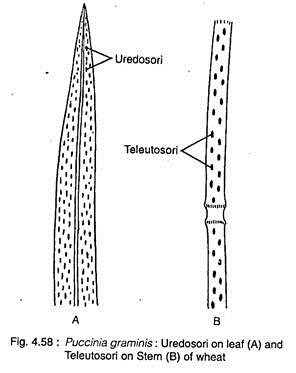 Uredosori
Teleutosori
A
B
Fig. 4.58 : Puccinia graminis : Uredosori on leaf (A) and
Teleutosori on Stem (B) of wheat